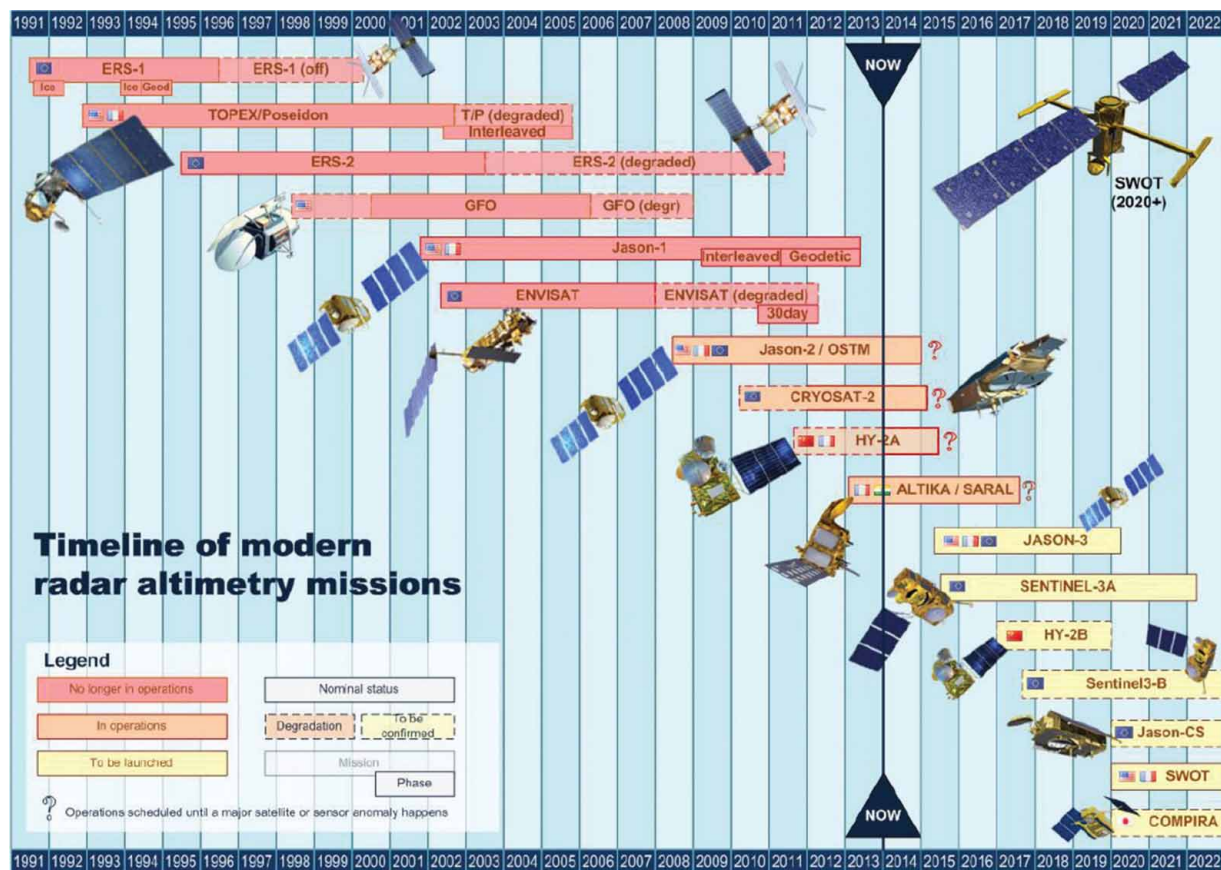 1991 1992 1993 1994 1995 1996 1997 1998 1999 2000 2001 2002 2003 2004 2005 2006 2007 2008 2009 2010 2011 2012 2013 2014 2015 2016 2017 2018 2019 2020 2021 2022
NOW
ERS-1 ERS-1 (off)
Ice Ice Geod
TOPEX/Poseidon T/P (degraded)
Interleaved
ERS-2 ERS-2 (degraded)
SWOT
(2020+)
GFO GFO (degr)
Jason-1
Interleaved Geodetic
ENVISAT ENVISAT (degraded)
30day
Jason-2 / OSTM ?
CRYOSAT-2 ?
HY-2A ?
ALTIKA / SARAL ?
JASON-3
SENTINEL-3A
HY-2B
Sentinel3-B
Jason-CS
SWOT
COMPIRA
Timeline of modern
radar altimetry missions
Legend
No longer in operations Nominal status
In operations Degradation To be
confirmed
To be launched Mission
Phase
? Operations scheduled until a major satellite or sensor anomaly happens
NOW
1991 1992 1993 1994 1995 1996 1997 1998 1999 2000 2001 2002 2003 2004 2005 2006 2007 2008 2009 2010 2011 2012 2013 2014 2015 2016 2017 2018 2019 2020 2021 2022